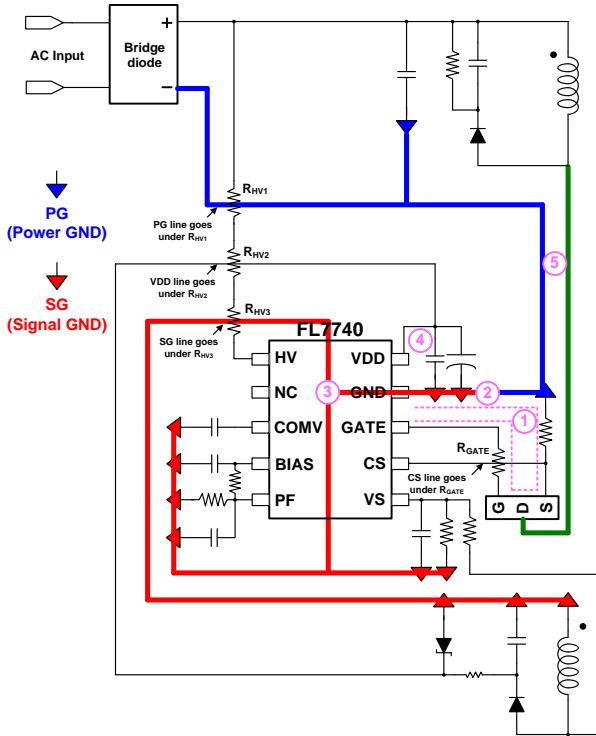 AC Input
Bridge
diode
+
−
5
PG
(Power GND)
RHV1
PG line goes
under RHV1
RHV2
VDD line goes
under RHV2
SG
(Signal GND)
RHV3
SG line goes
under RHV3
FL7740
HV
VDD
4
NC
GND
3
2
1
COMV
GATE
BIAS
CS
RGATE
CS line goes
under RGATE
PF
VS
G
D
S